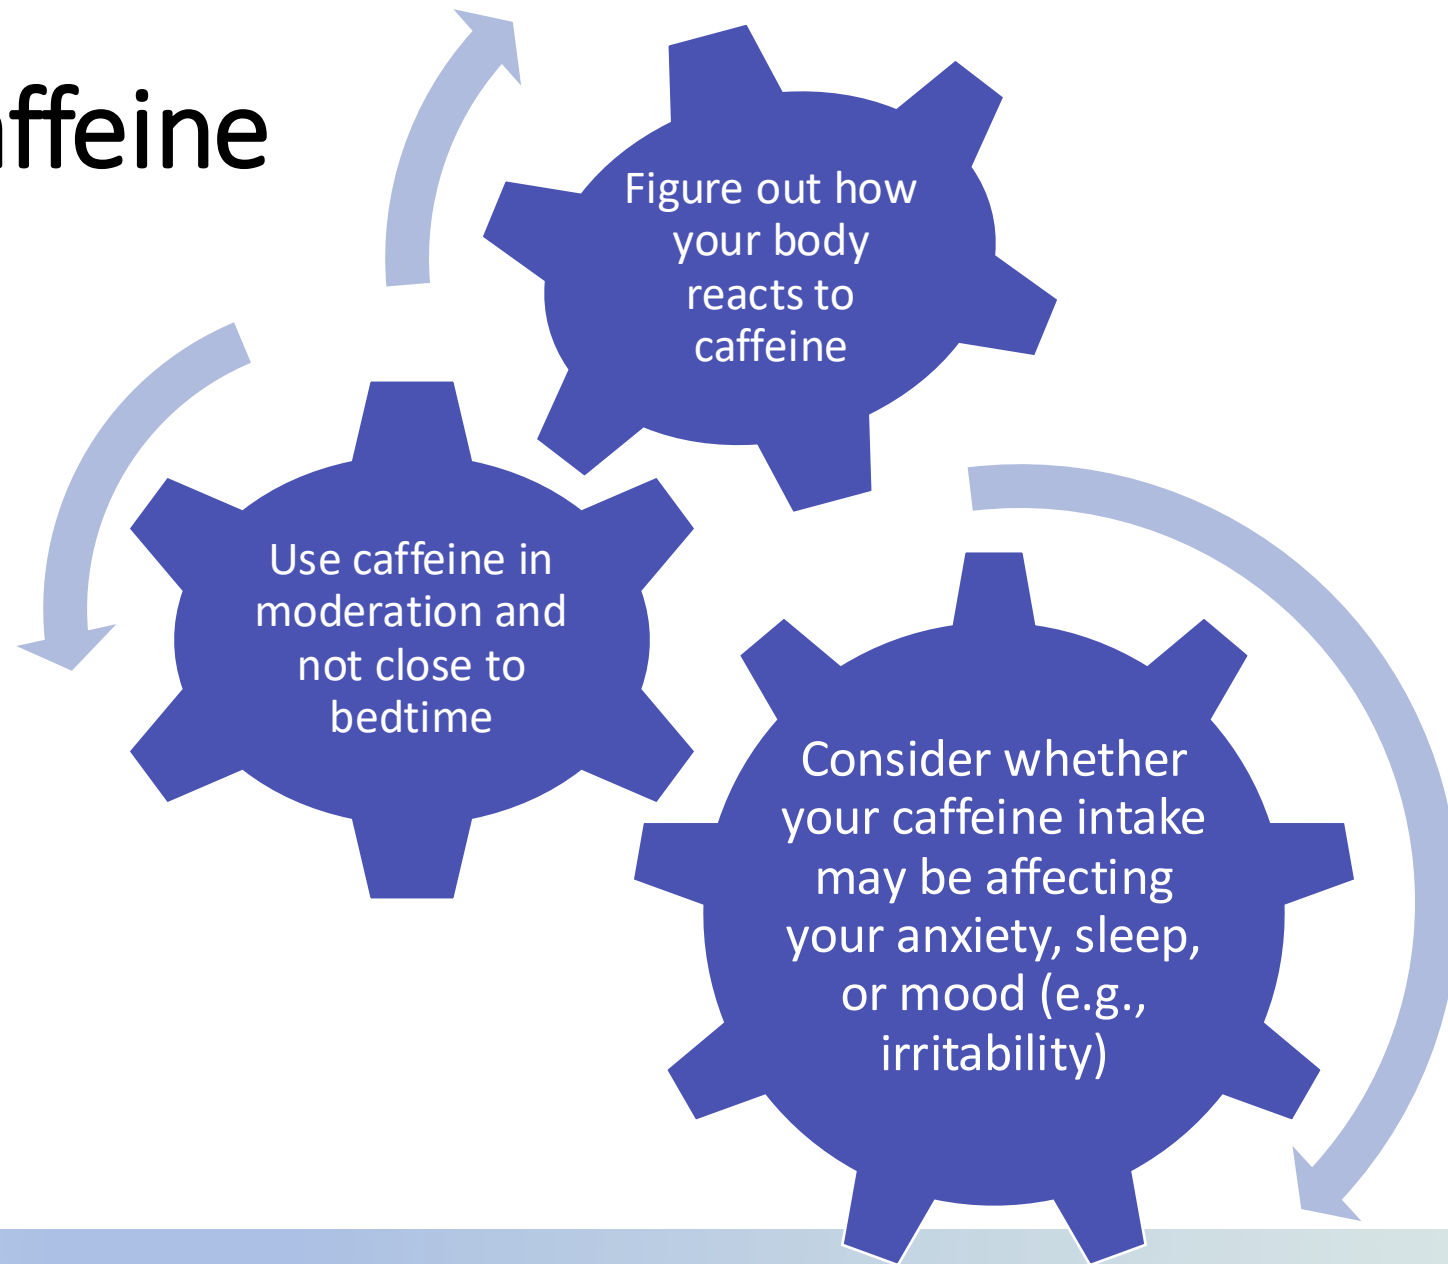 affeine
Figure out how
your body
reacts to
caffeine
Use caffeine in
moderation and
not close to
bedtime
Consider whether
your caffeine intake
may be affecting
your anxiety, sleep,
or mood (e.g.,
irritability)